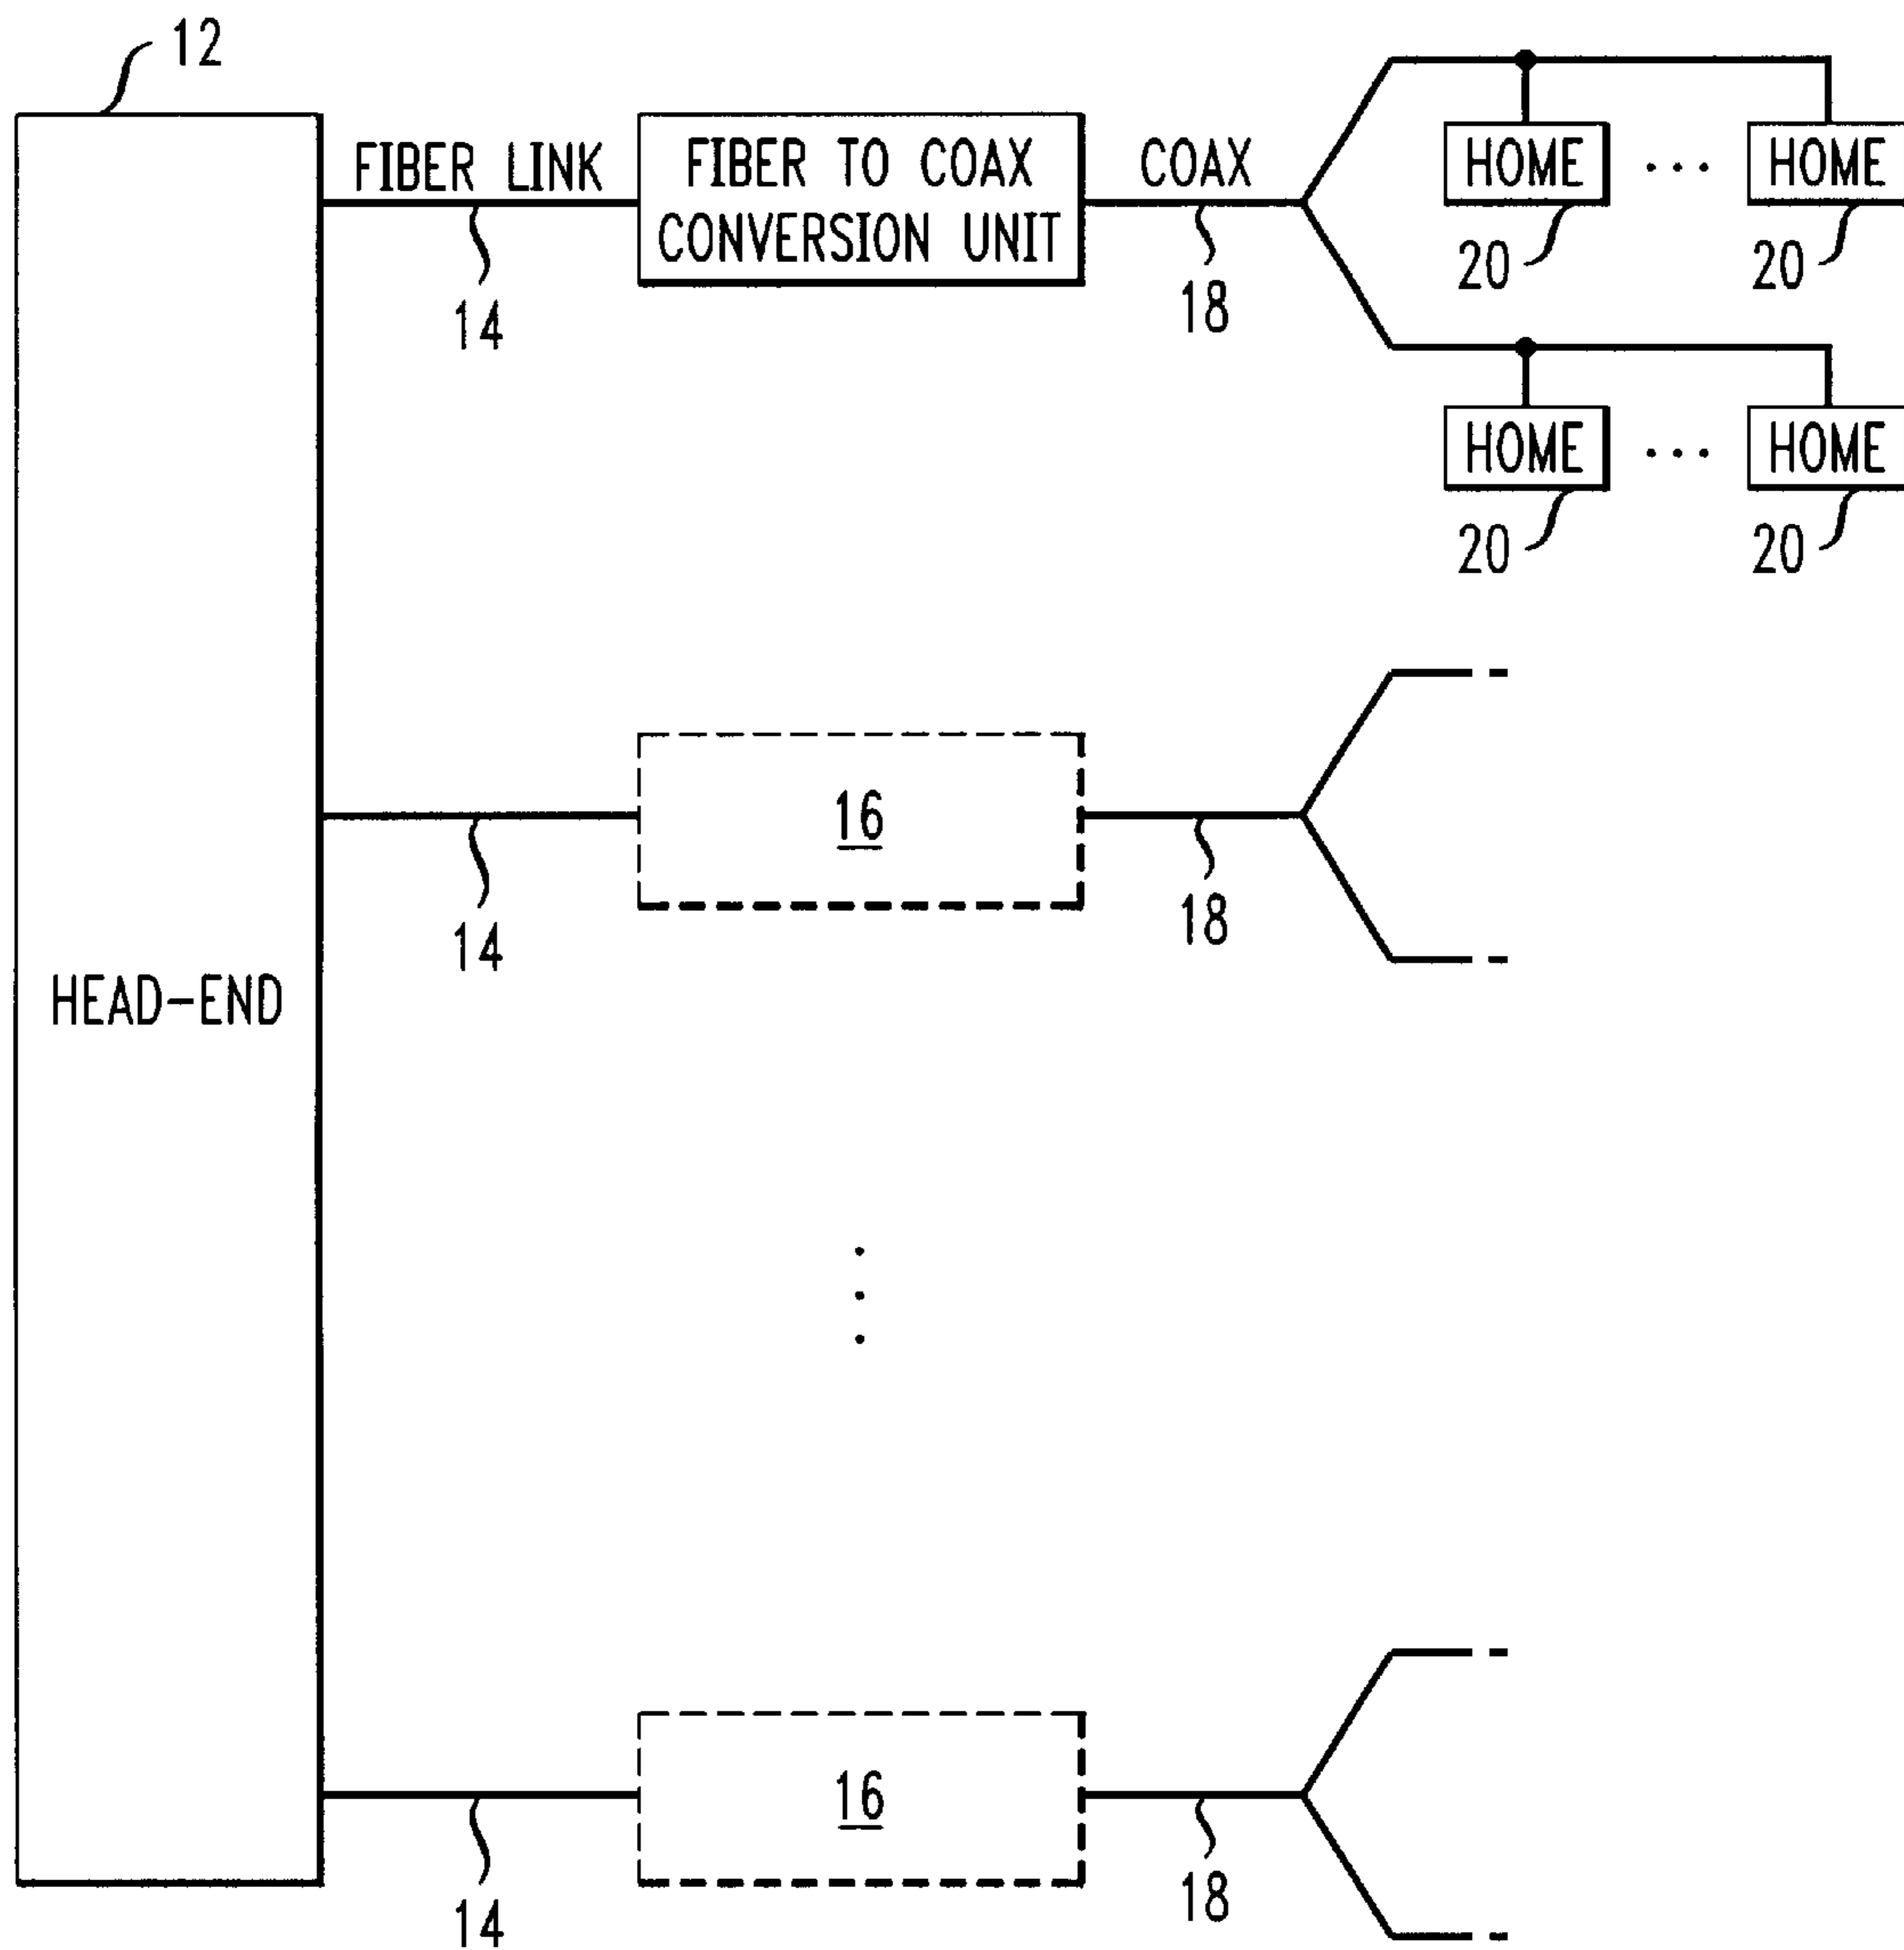 12
FIBER LINK
FIBER TO COAX
CONVERSION UNIT
COAX
HOME
... HOME
20
20
14
18
HOME
... HOME
20
20
16
14
18
HEAD-END
16
14
18